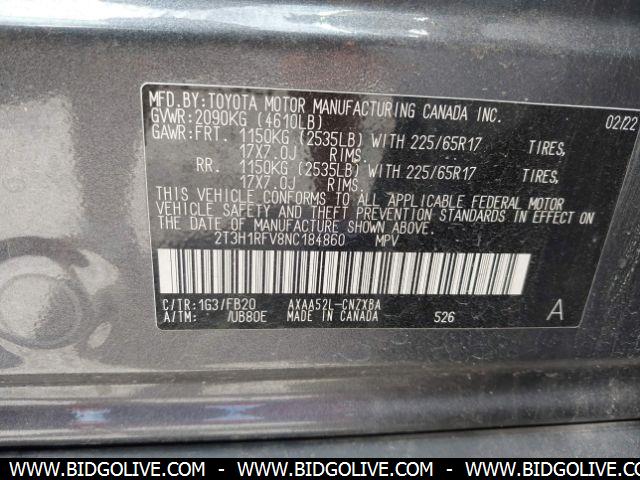 MFD.BY:TOYOTA MOTOR MANUFACTURING CANADA INC.
GVWR:2090KG (4610LB) 02/22
GAWR:FRT. 1150KG (2535LB) WITH 225/65R17 TIRES,
17X7.0J RIMS.
RR. 1150KG (2535LB) WITH 225/65R17 TIRES,
17X7.0J RIMS.
THIS VEHICLE CONFORMS TO ALL APPLICABLE FEDERAL MOTOR
VEHICLE SAFETY AND THEFT PREVENTION STANDARDS IN EFFECT ON
THE DATE OF MANUFACTURE SHOWN ABOVE.
2T3H1RFV8NC184860 MPV
C/TR:1G3/FB20 AXAA52L-CNZXBA A
A/TM: /UB80E MADE IN CANADA 526
WWW.BIDGOLIVE.COM - WWW.BIDGOLIVE.COM - WWW.BIDGOLIVE.COM